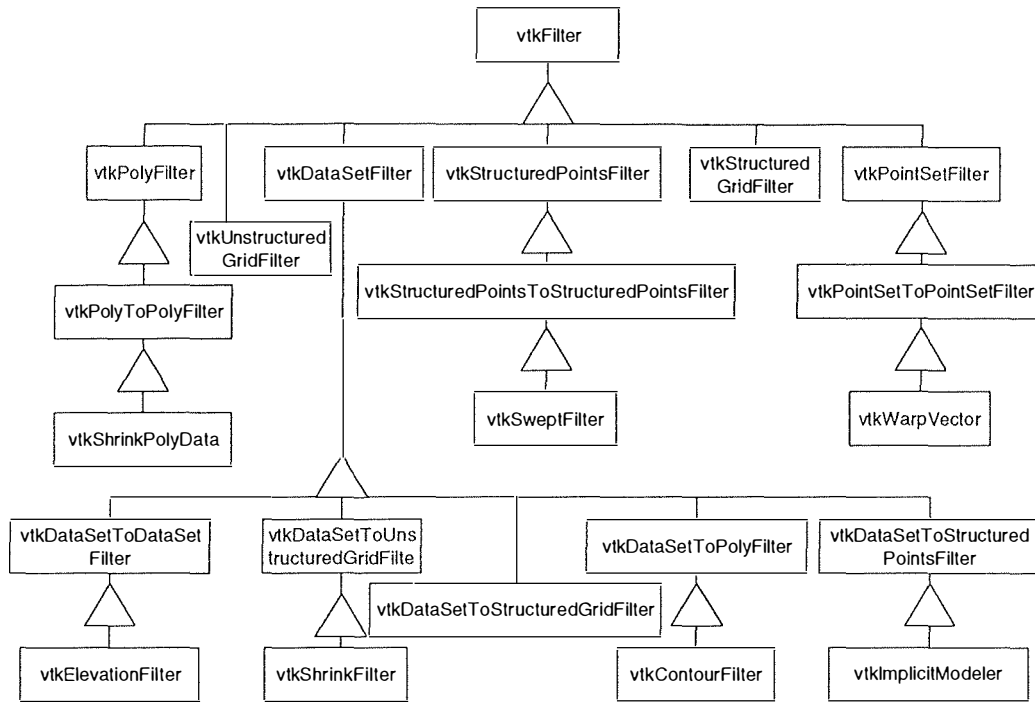 vtkFilter
vtkPolyFilter
vtkDataSetFilter
vtkStructuredPointsFilter
vtkStructured
GridFilter
vtkPointSetFilter
vtkUnstructured
GridFilter
vtkPolyToPolyFilter
vtkStructuredPointsToStructuredPointsFilter
vtkPointSetToPointSetFilter
vtkShrinkPolyData
vtkSweptFilter
vtkWarpVector
vtkDataSetToDataSet
Filter
vtkDataSetToUns
tructuredGridFilte
vtkDataSetToStructuredGridFilter
vtkDataSetToPolyFilter
vtkDataSetToStructured
PointsFilter
vtkElevationFilter
vtkShrinkFilter
vtkContourFilter
vtkImplicitModeler